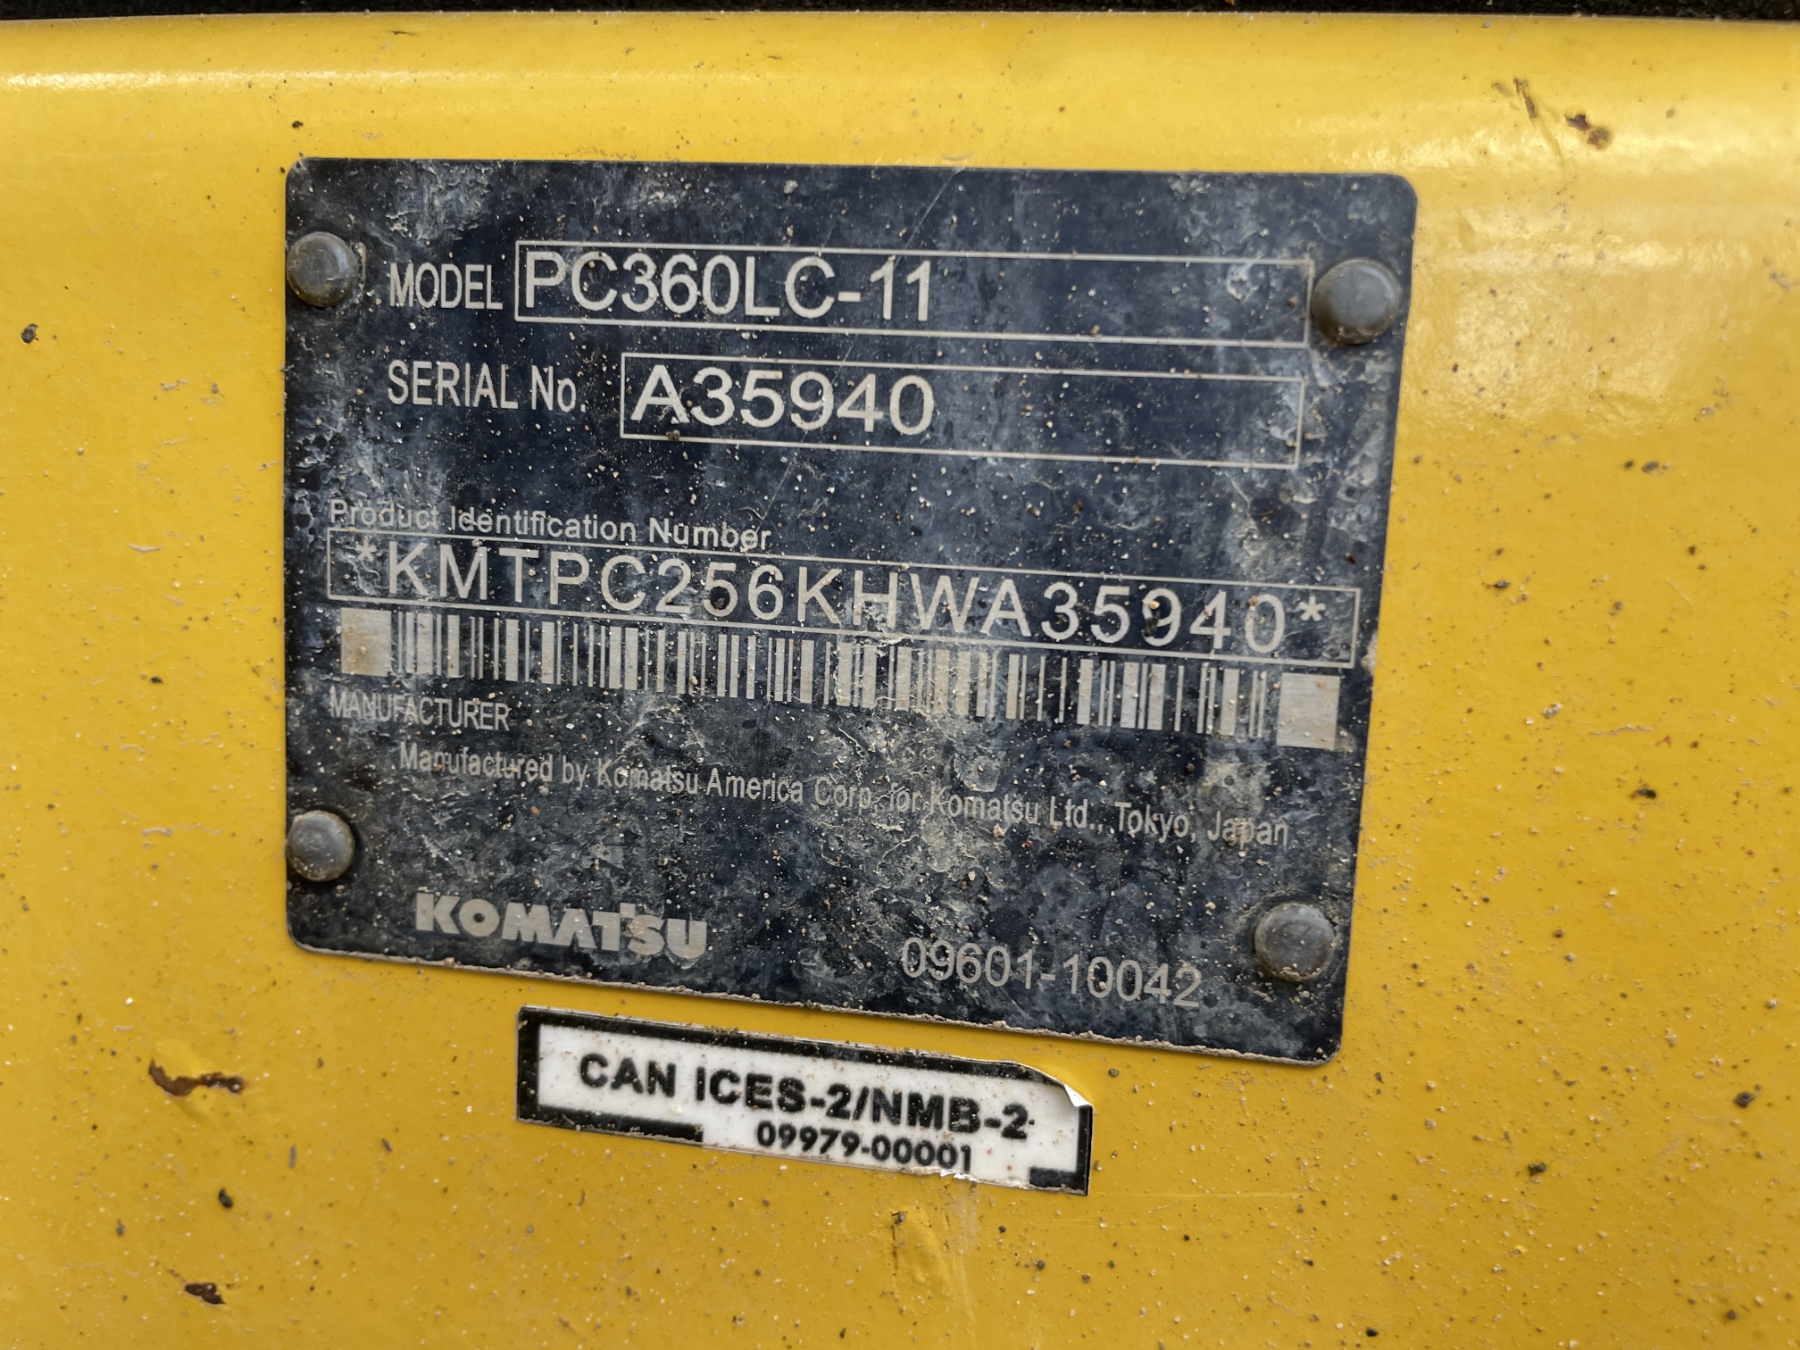 MODEL PC360LC-11
SERIAL No. A35940
Product Identification Number
*KMTPC256KHWA35940*
MANUFACTURER
Manufactured by Komatsu America Corp. for Komatsu Ltd., Tokyo, Japan
KOMATSU 09601-10042
CAN ICES-2/NMB-2
09979-00001